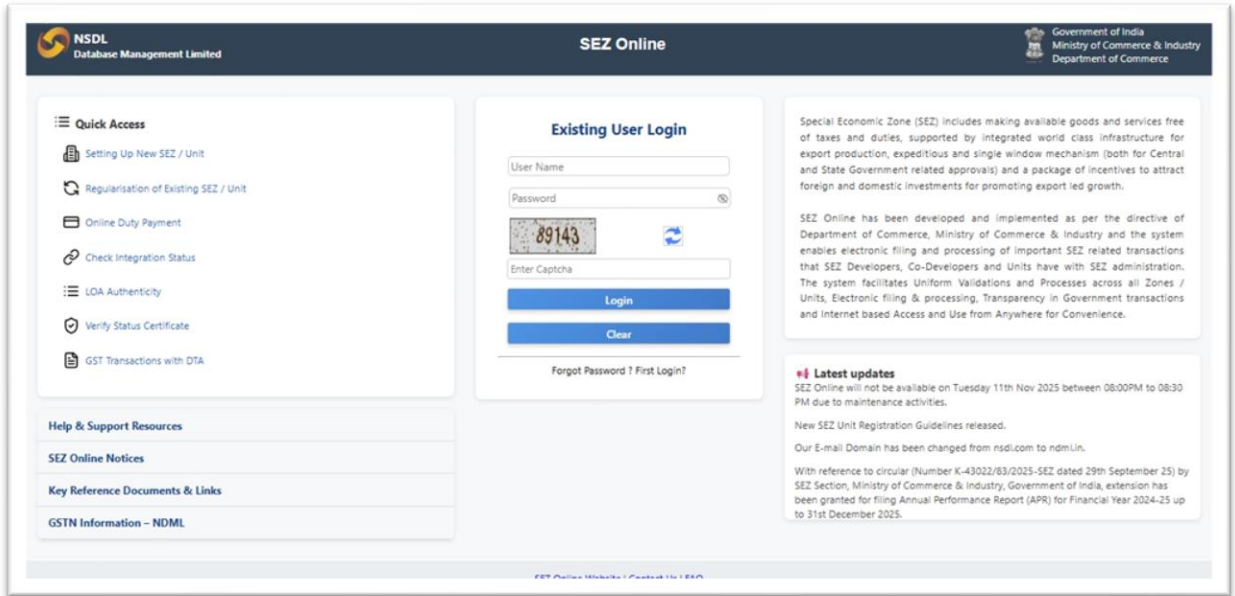 NSDL
Database Management Limited
SEZ Online
Government of India
Ministry of Commerce & Industry
Department of Commerce
Quick Access
Setting Up New SEZ / Unit
Regularisation of Existing SEZ / Unit
Online Duty Payment
Check Integration Status
LOA Authenticity
Verify Status Certificate
GST Transactions with DTA
Help & Support Resources
SEZ Online Notices
Key Reference Documents & Links
GSTN Information – NDML
Existing User Login
User Name
Password
89143
Enter Captcha
Login
Clear
Forgot Password ? First Login?
Special Economic Zone (SEZ) includes making available goods and services free
of taxes and duties, supported by integrated world class infrastructure for
export production, expeditious and single window mechanism (both for Central
and State Government related approvals) and a package of incentives to attract
foreign and domestic investments for promoting export led growth.
SEZ Online has been developed and implemented as per the directive of
Department of Commerce, Ministry of Commerce & Industry and the system
enables electronic filing and processing of important SEZ related transactions
that SEZ Developers, Co-Developers and Units have with SEZ administration.
The system facilitates Uniform Validations and Processes across all Zones /
Units, Electronic filing & processing, Transparency in Government transactions
and Internet based Access and Use from Anywhere for Convenience.
Latest updates
SEZ Online will not be available on Tuesday 11th Nov 2025 between 08:00PM to 08:30
PM due to maintenance activities.
New SEZ Unit Registration Guidelines released.
Our E-mail Domain has been changed from nsdl.com to ndml.in.
With reference to circular (Number K-43022/83/2025-SEZ dated 29th September 25) by
SEZ Section, Ministry of Commerce & Industry, Government of India, extension has
been granted for filing Annual Performance Report (APR) for Financial Year 2024-25 up
to 31st December 2025.
SEZ Online Website | Contact Us | FAQ